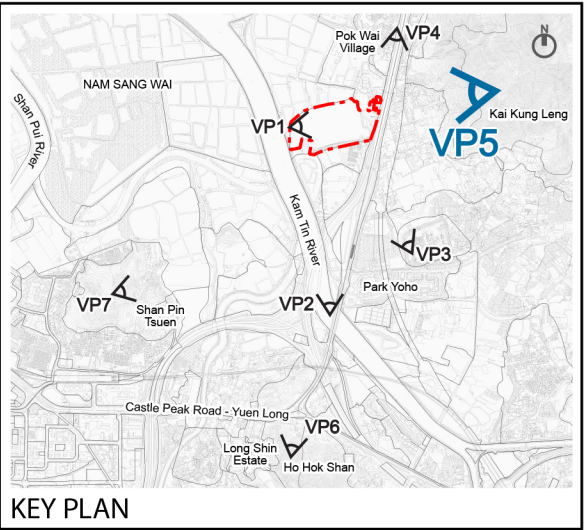 Pok Wai
Village
VP4
N
NAM SANG WAI
Shan Pui River
Kai Kung Leng
VP1
VP5
Kam Tin River
VP3
Park Yoho
VP7
Shan Pin
Tsuen
VP2
Castle Peak Road - Yuen Long
VP6
Long Shin
Estate
Ho Hok Shan
KEY PLAN